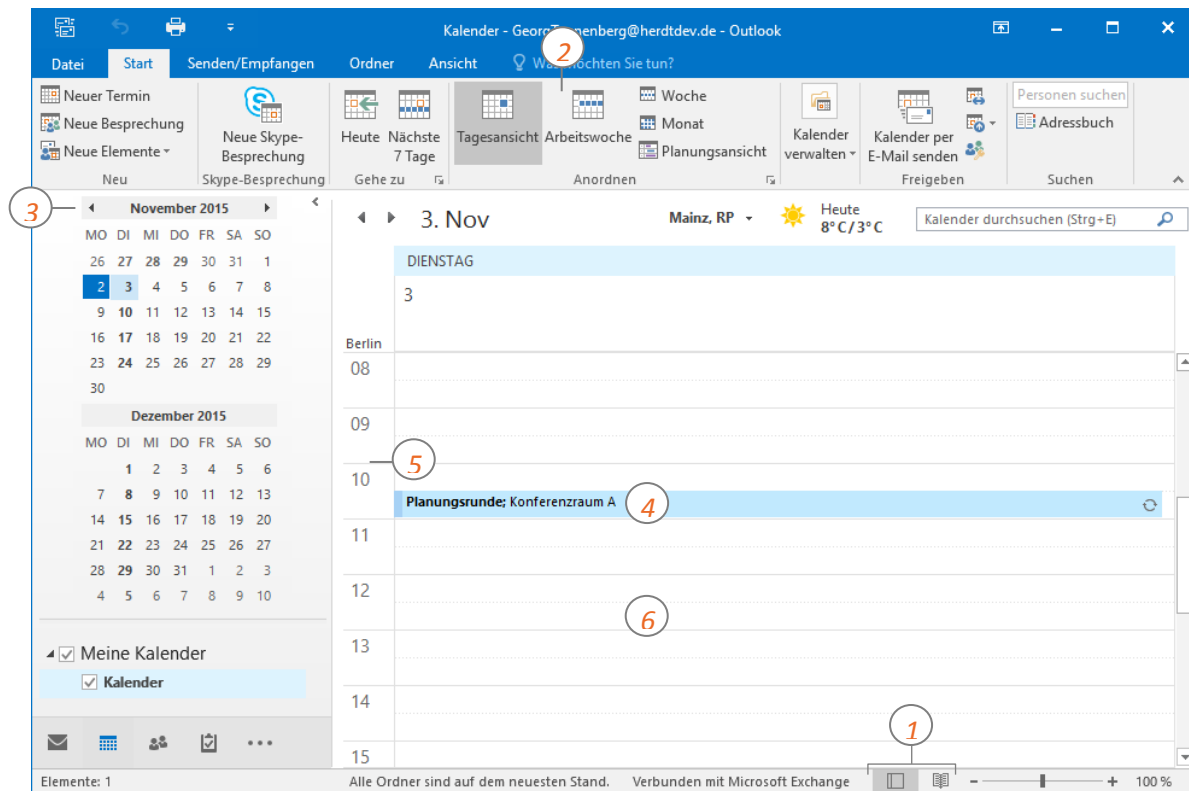 Kalender - Georg Tannenberg@herdtdev.de - Outlook
2
Datei Start Senden/Empfangen Ordner Ansicht möchten Sie tun?
Neuer Termin
Neue Besprechung
Neue Elemente
Neu
Neue Skype-
Besprechung
Skype-Besprechung
Heute Nächste
7 Tage
Gehe zu
Tagesansicht Arbeitswoche
Woche
Monat
Planungsansicht
Anordnen
Kalender
verwalten
Kalender per
E-Mail senden
Freigeben
Personen suchen
Adressbuch
Suchen
3
November 2015
MO DI MI DO FR SA SO
26 27 28 29 30 31 1
2 3 4 5 6 7 8
9 10 11 12 13 14 15
16 17 18 19 20 21 22
23 24 25 26 27 28 29
30
Dezember 2015
MO DI MI DO FR SA SO
1 2 3 4 5 6
7 8 9 10 11 12 13
14 15 16 17 18 19 20
21 22 23 24 25 26 27
28 29 30 31 1 2 3
4 5 6 7 8 9 10
Meine Kalender
Kalender
3. Nov
Mainz, RP
Heute
8° C / 3° C
Kalender durchsuchen (Strg+E)
DIENSTAG
3
Berlin
08
09
5
10
Planungsrunde; Konferenzraum A
4
11
12
6
13
14
1
15
Elemente: 1 Alle Ordner sind auf dem neuesten Stand. Verbunden mit Microsoft Exchange 100 %